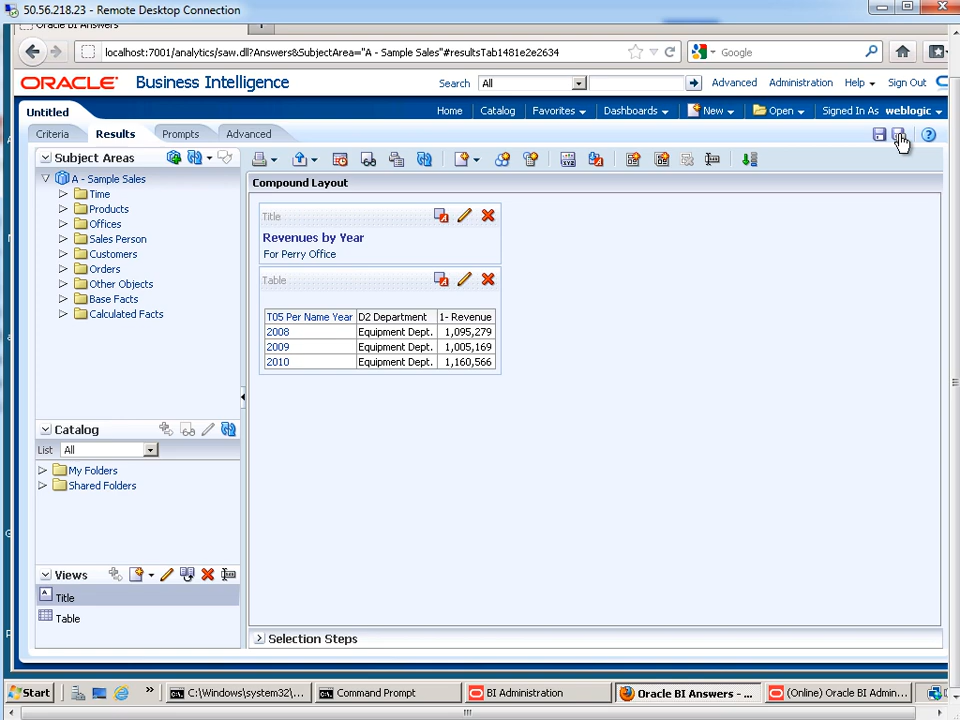 50.56.218.23 - Remote Desktop Connection
Oracle BI Answers
localhost:7001/analytics/saw.dll?Answers&SubjectArea="A - Sample Sales"#resultsTab1481e2e2634
Google
ORACLE Business Intelligence
Search All
Advanced Administration Help Sign Out
Untitled
Home Catalog Favorites Dashboards New Open Signed In As weblogic
Criteria Results Prompts Advanced
Subject Areas
A - Sample Sales
Time
Products
Offices
Sales Person
Customers
Orders
Other Objects
Base Facts
Calculated Facts
Compound Layout
Title
Revenues by Year
For Perry Office
Table
T05 Per Name Year D2 Department 1- Revenue
2008 Equipment Dept. 1,095,279
2009 Equipment Dept. 1,005,169
2010 Equipment Dept. 1,160,566
Catalog
List All
My Folders
Shared Folders
Views
Title
Table
Selection Steps
Start C:\Windows\system32\... Command Prompt BI Administration Oracle BI Answers - ... (Online) Oracle BI Admin...